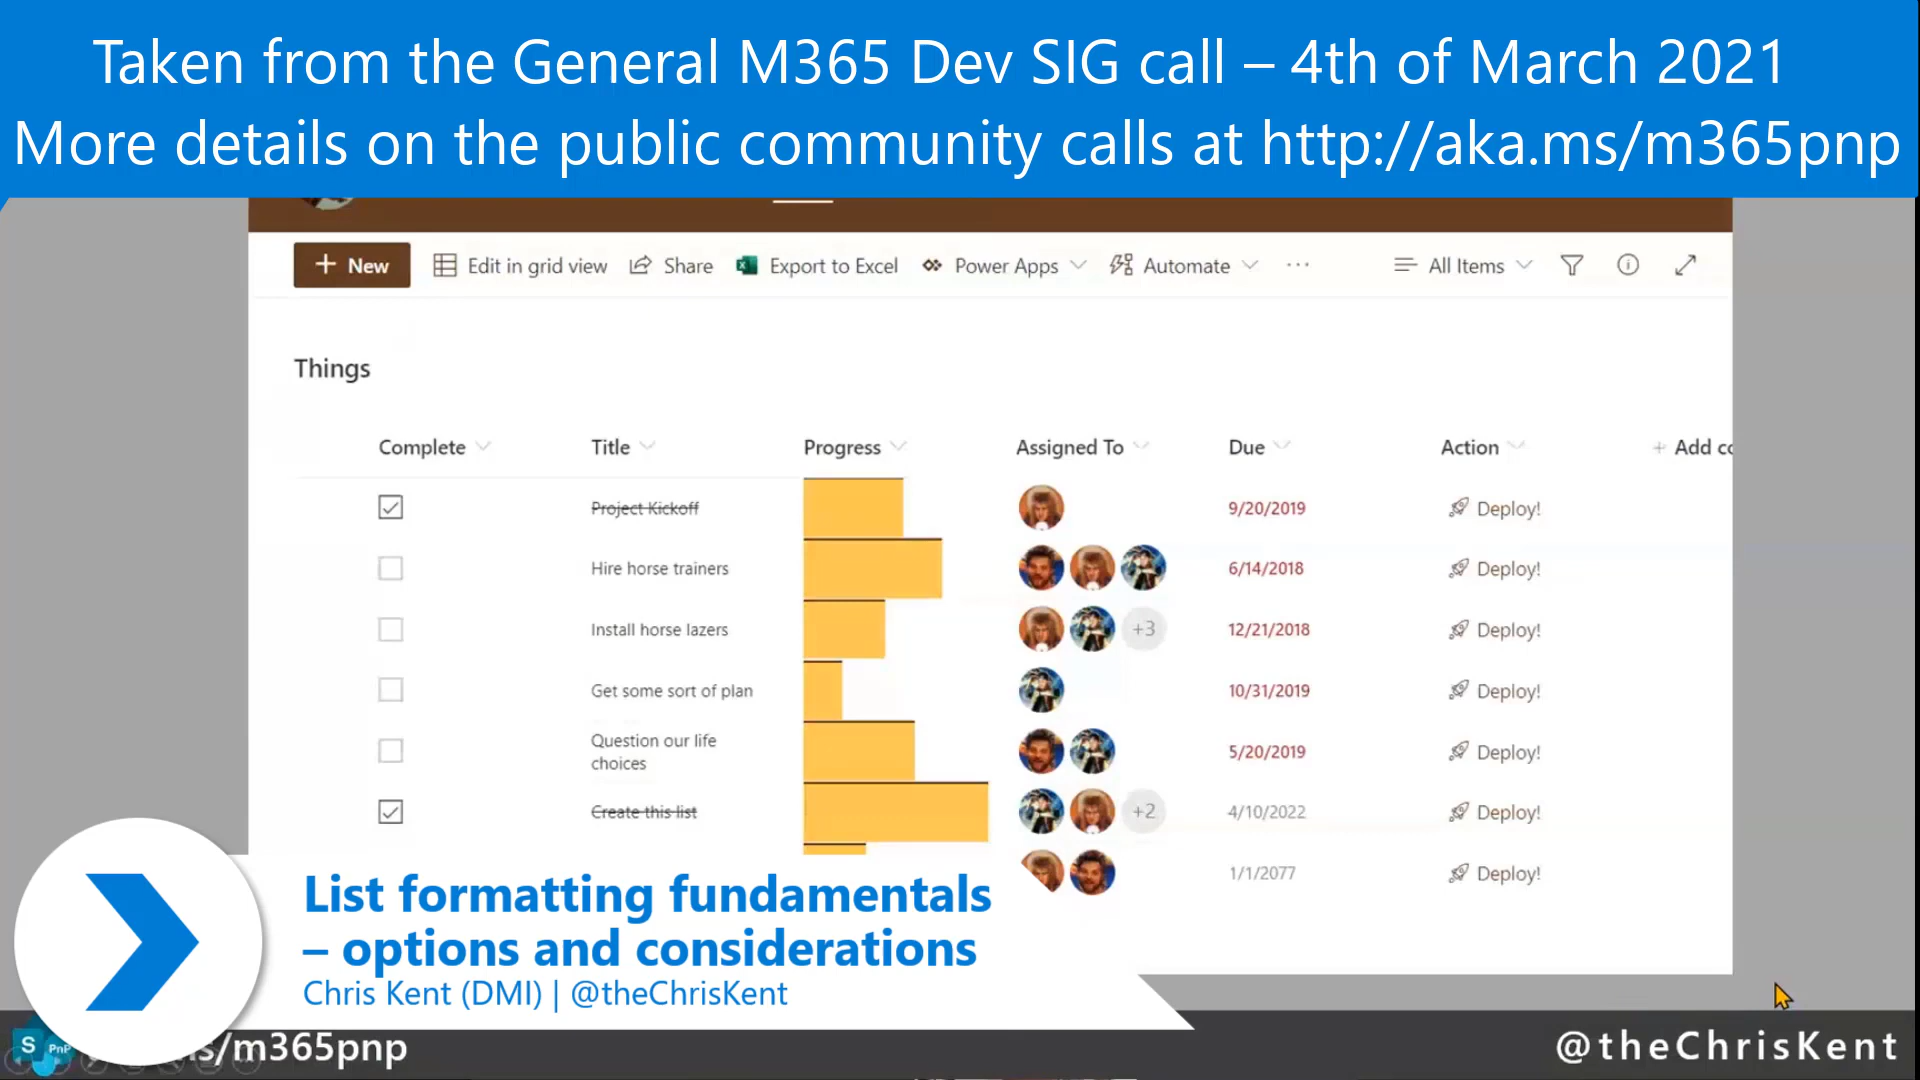 Taken from the General M365 Dev SIG call – 4th of March 2021
More details on the public community calls at http://aka.ms/m365pnp
+ New Edit in grid view Share Export to Excel Power Apps Automate ... All Items
Things
Complete Title Progress Assigned To Due Action + Add co
Project Kickoff 9/20/2019 Deploy!
Hire horse trainers 6/14/2018 Deploy!
Install horse lazers +3 12/21/2018 Deploy!
Get some sort of plan 10/31/2019 Deploy!
Question our life
choices 5/20/2019 Deploy!
Create this list +2 4/10/2022 Deploy!
1/1/2077 Deploy!
List formatting fundamentals
– options and considerations
Chris Kent (DMI) | @theChrisKent
S PnP s/m365pnp @theChrisKent